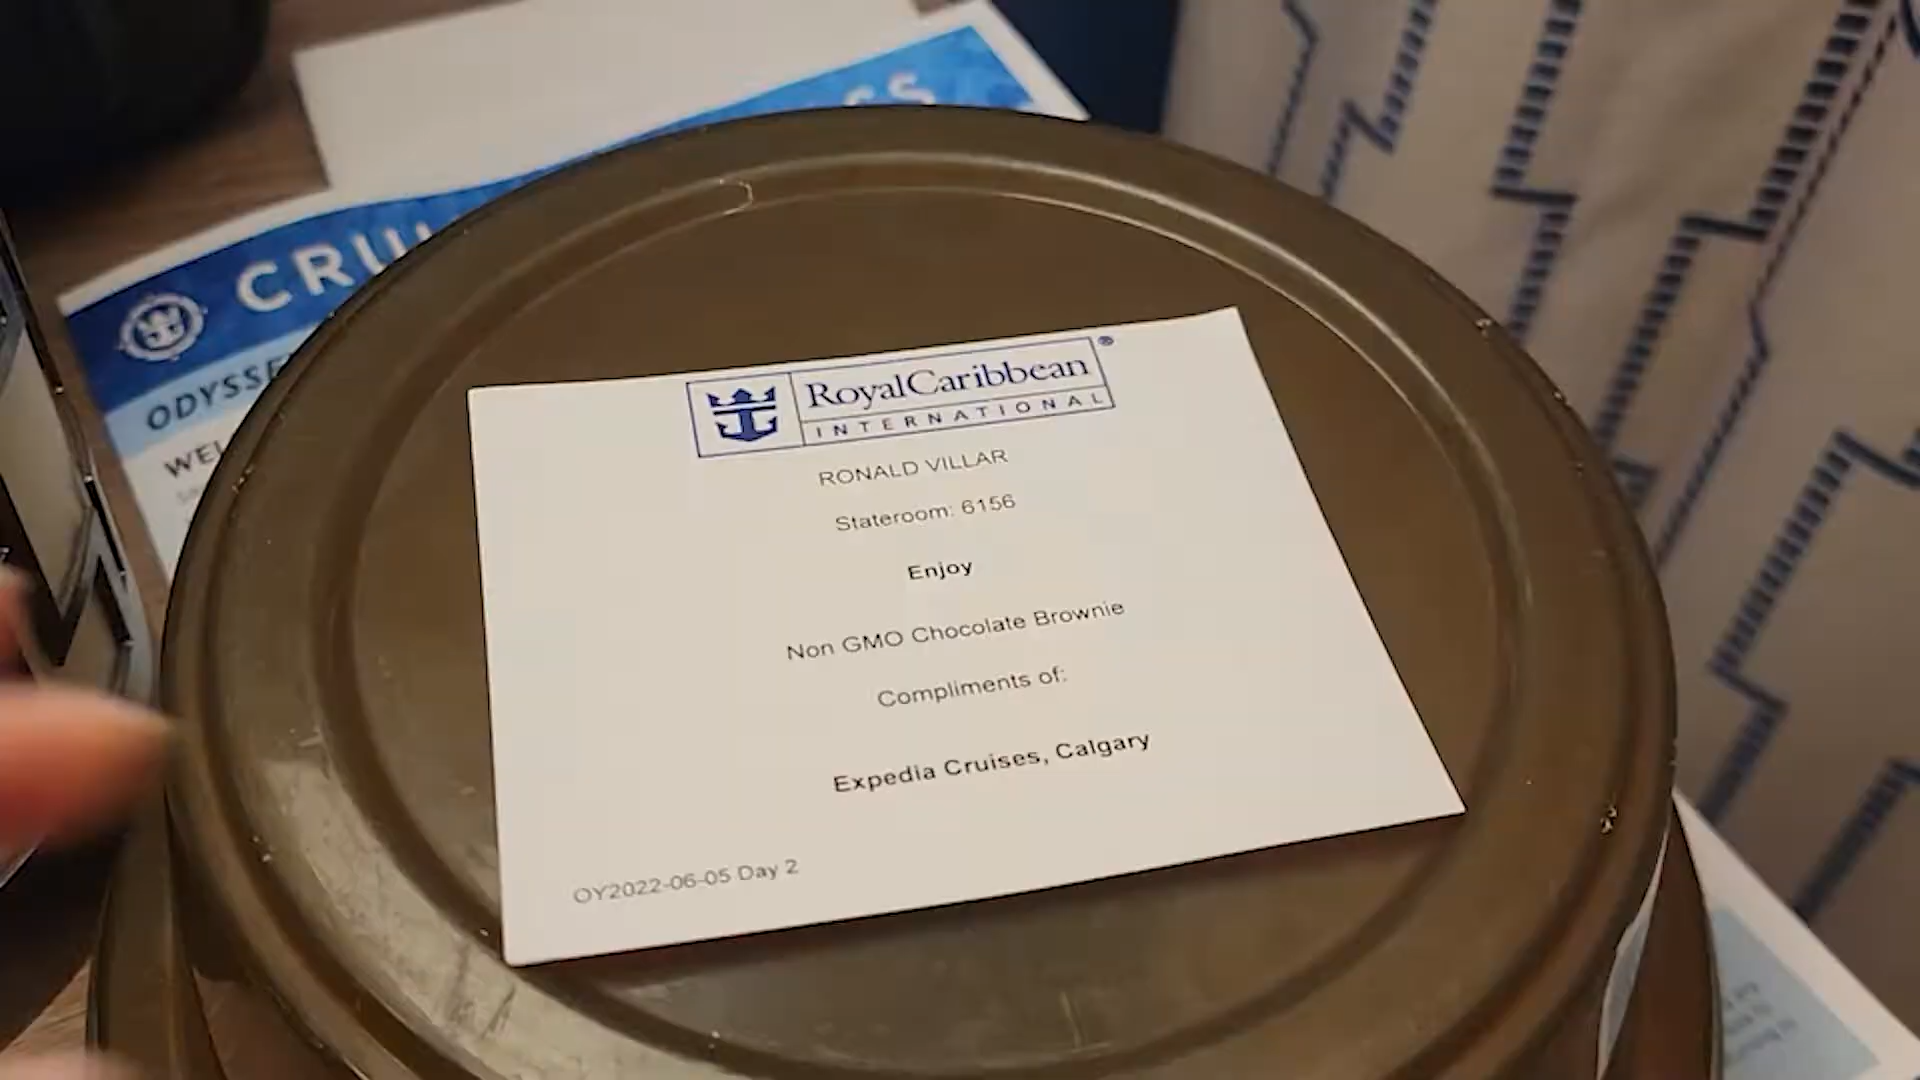 CRU
ODYSSE
WEL
RoyalCaribbean®
INTERNATIONAL
RONALD VILLAR
Stateroom: 6156
Enjoy
Non GMO Chocolate Brownie
Compliments of:
Expedia Cruises, Calgary
OY2022-06-05 Day 2